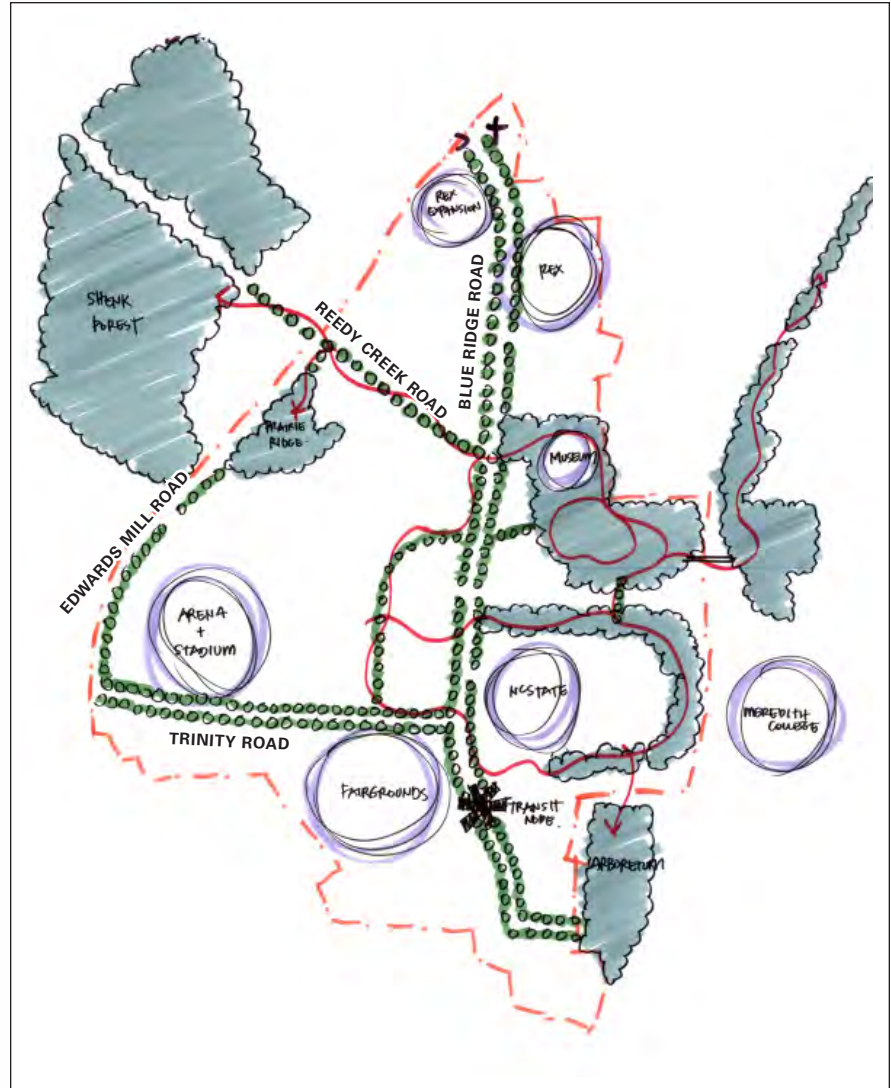 REX
EXPANSION
REX
SHENK
FOREST
REEDY CREEK ROAD
BLUE RIDGE ROAD
PRAIRIE
RIDGE
MUSEUM
EDWARDS MILL ROAD
ARENA
+
STADIUM
NCSTATE
MEREDITH
COLLEGE
TRINITY ROAD
FAIRGROUNDS
TRANSIT
NODE
ARBORETUM